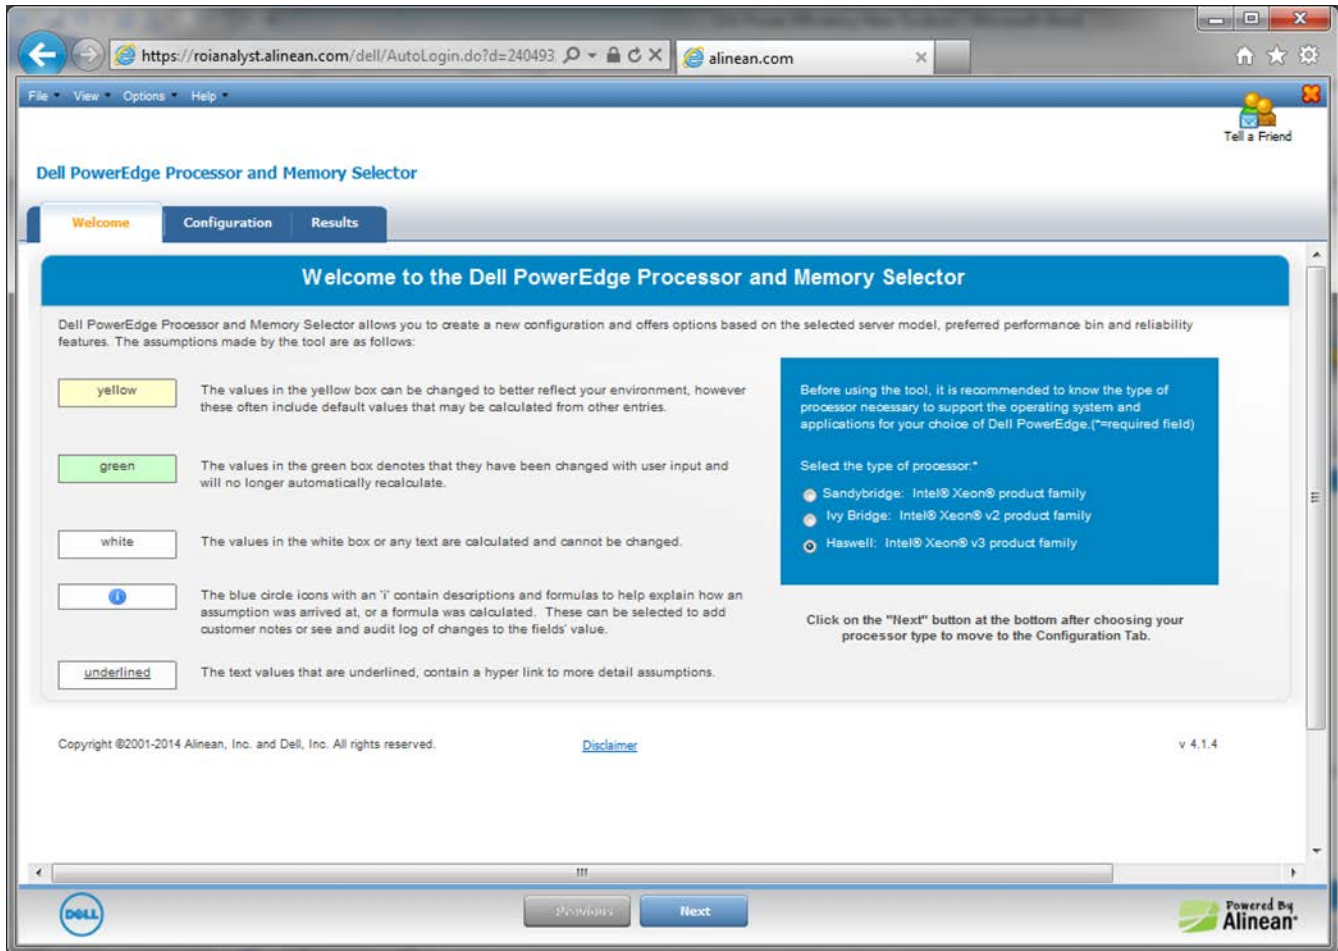 https://roianalyst.alinean.com/dell/AutoLogin.do?d=240493
alinean.com
File View Options Help
Tell a Friend
Dell PowerEdge Processor and Memory Selector
Welcome Configuration Results
Welcome to the Dell PowerEdge Processor and Memory Selector
Dell PowerEdge Processor and Memory Selector allows you to create a new configuration and offers options based on the selected server model, preferred performance bin and reliability
features. The assumptions made by the tool are as follows:
yellow
The values in the yellow box can be changed to better reflect your environment, however
these often include default values that may be calculated from other entries.
green
The values in the green box denotes that they have been changed with user input and
will no longer automatically recalculate.
white
The values in the white box or any text are calculated and cannot be changed.
i
The blue circle icons with an 'i' contain descriptions and formulas to help explain how an
assumption was arrived at, or a formula was calculated. These can be selected to add
customer notes or see and audit log of changes to the fields' value.
underlined
The text values that are underlined, contain a hyper link to more detail assumptions.
Before using the tool, it is recommended to know the type of
processor necessary to support the operating system and
applications for your choice of Dell PowerEdge.(*=required field)
Select the type of processor:*
Sandybridge: Intel® Xeon® product family
Ivy Bridge: Intel® Xeon® v2 product family
Haswell: Intel® Xeon® v3 product family
Click on the "Next" button at the bottom after choosing your
processor type to move to the Configuration Tab.
Copyright ©2001-2014 Alinean, Inc. and Dell, Inc. All rights reserved.
Disclaimer
v 4.1.4
DELL
Previous
Next
Powered By
Alinean